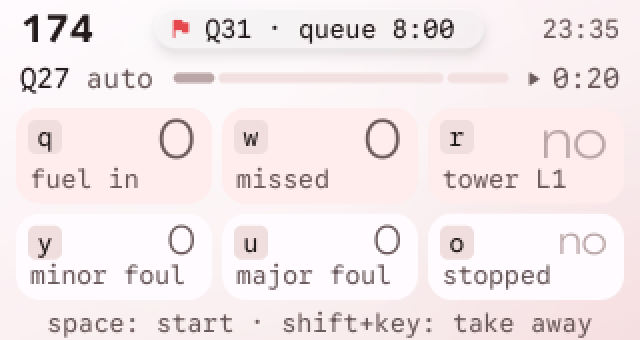 174 Q31 · queue 8:00 23:35
Q27 auto 0:20
q 0 w 0 r no
fuel in missed tower L1
y 0 u 0 o no
minor foul major foul stopped
space: start · shift+key: take away